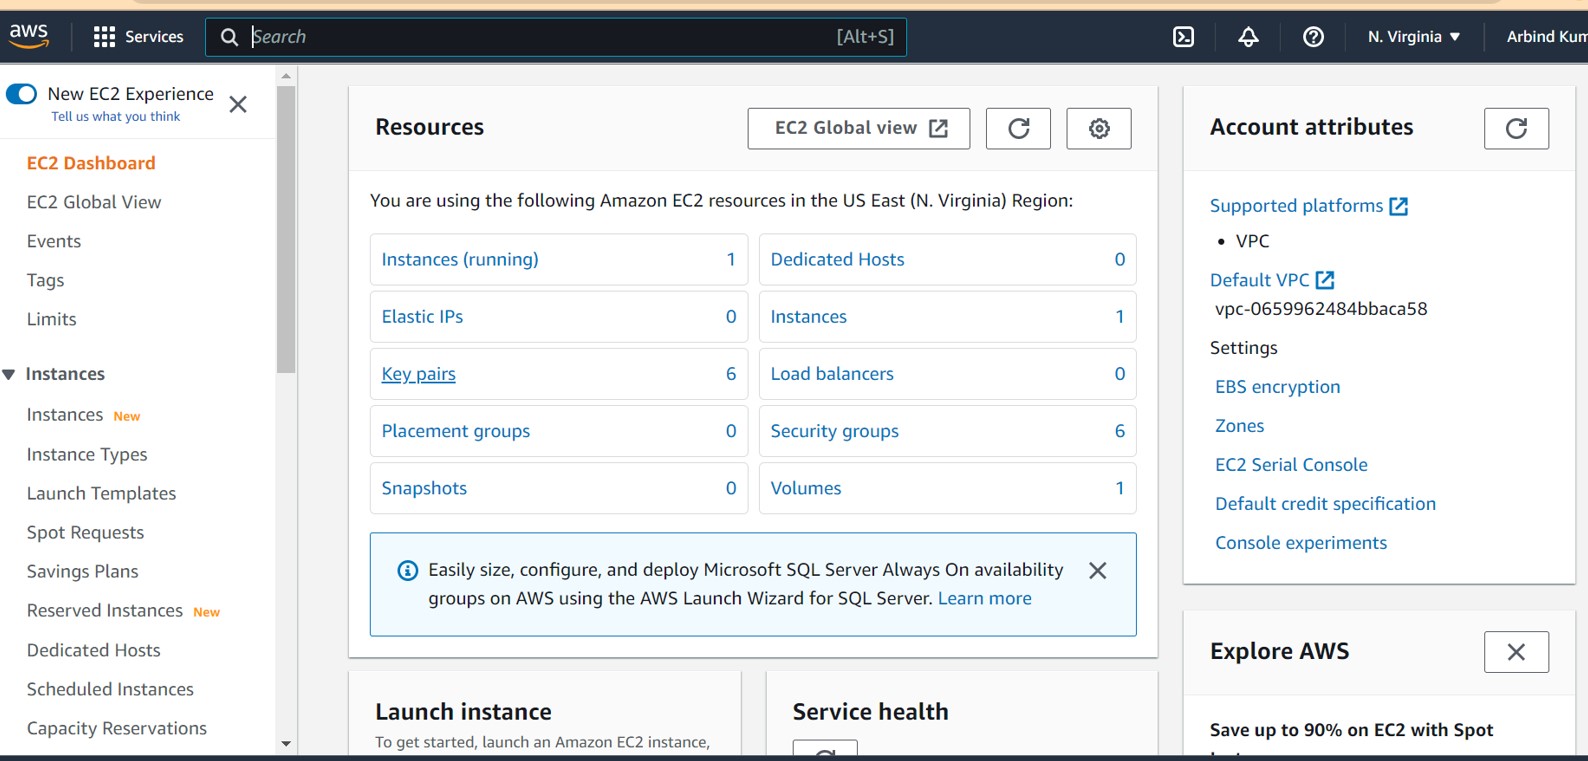 aws
Services
Search
[Alt+S]
N. Virginia
Arbind Kum
New EC2 Experience
Tell us what you think
EC2 Dashboard
EC2 Global View
Events
Tags
Limits
Instances
Instances New
Instance Types
Launch Templates
Spot Requests
Savings Plans
Reserved Instances New
Dedicated Hosts
Scheduled Instances
Capacity Reservations
Resources
EC2 Global view
You are using the following Amazon EC2 resources in the US East (N. Virginia) Region:
Instances (running) 1
Dedicated Hosts 0
Elastic IPs 0
Instances 1
Key pairs 6
Load balancers 0
Placement groups 0
Security groups 6
Snapshots 0
Volumes 1
Easily size, configure, and deploy Microsoft SQL Server Always On availability
groups on AWS using the AWS Launch Wizard for SQL Server. Learn more
Launch instance
To get started, launch an Amazon EC2 instance,
Service health
Account attributes
Supported platforms
• VPC
Default VPC
vpc-0659962484bbaca58
Settings
EBS encryption
Zones
EC2 Serial Console
Default credit specification
Console experiments
Explore AWS
Save up to 90% on EC2 with Spot